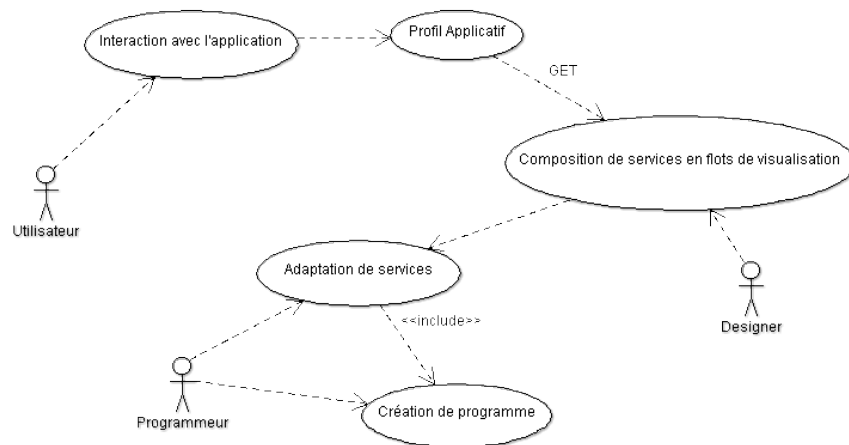 Interaction avec l'application
Profil Applicatif
GET
Composition de services en flots de visualisation
Utilisateur
Adaptation de services
<<include>>
Designer
Programmeur
Création de programme